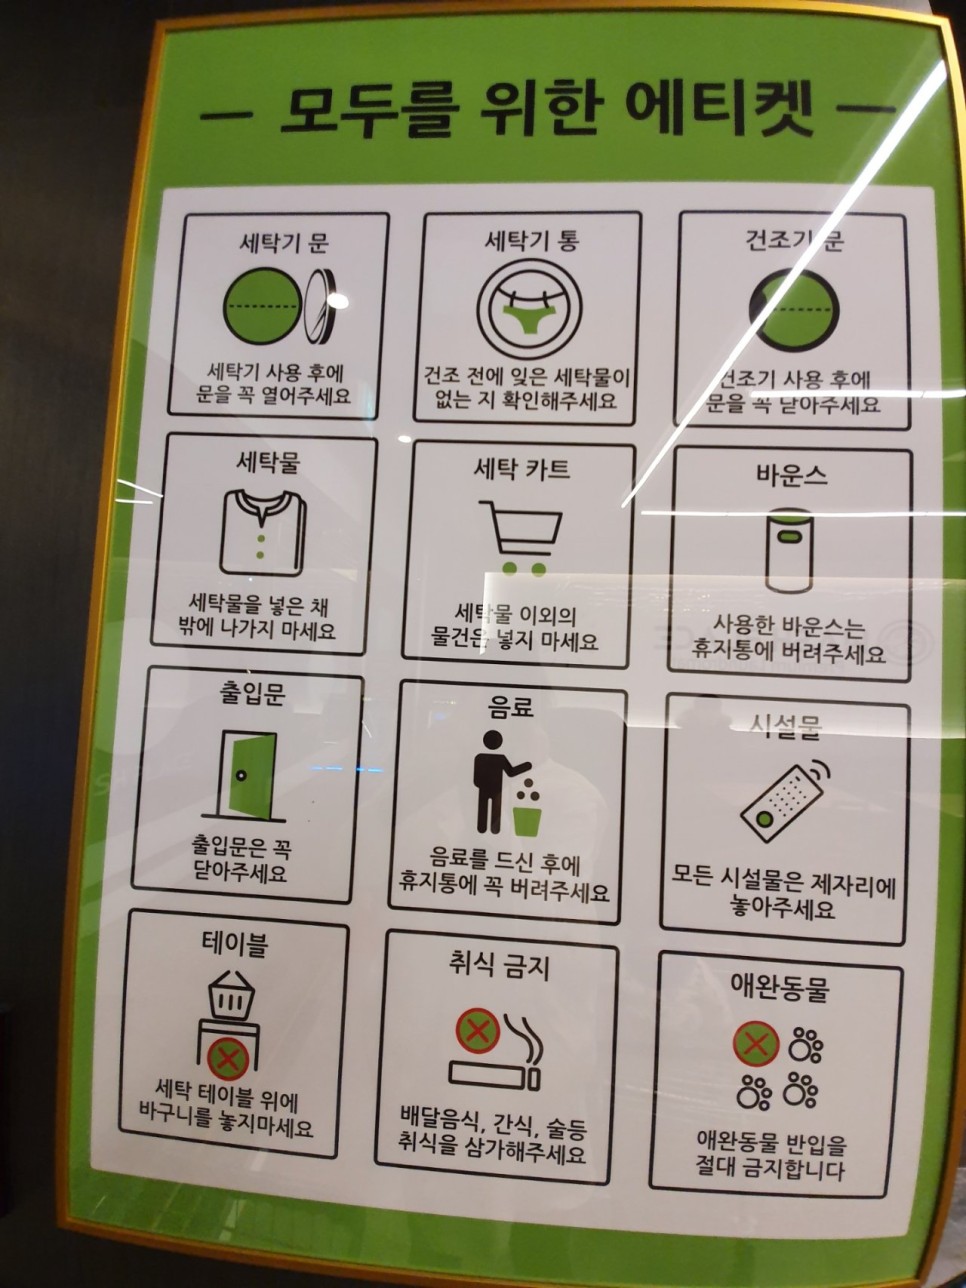 모두를 위한 에티켓
세탁기 문
세탁기 사용 후에
문을 꼭 열어주세요
세탁기 통
건조 전에 잊은 세탁물이
없는 지 확인해주세요
건조기 문
건조기 사용 후에
문을 꼭 닫아주세요
세탁물
세탁물을 넣은 채
밖에 나가지 마세요
세탁 카트
세탁물 이외의
물건은 넣지 마세요
바운스
사용한 바운스는
휴지통에 버려주세요
출입문
출입문은 꼭
닫아주세요
음료
음료를 드신 후에
휴지통에 꼭 버려주세요
시설물
모든 시설물은 제자리에
놓아주세요
테이블
세탁 테이블 위에
바구니를 놓지마세요
취식 금지
배달음식, 간식, 술등
취식을 삼가해주세요
애완동물
애완동물 반입을
절대 금지합니다